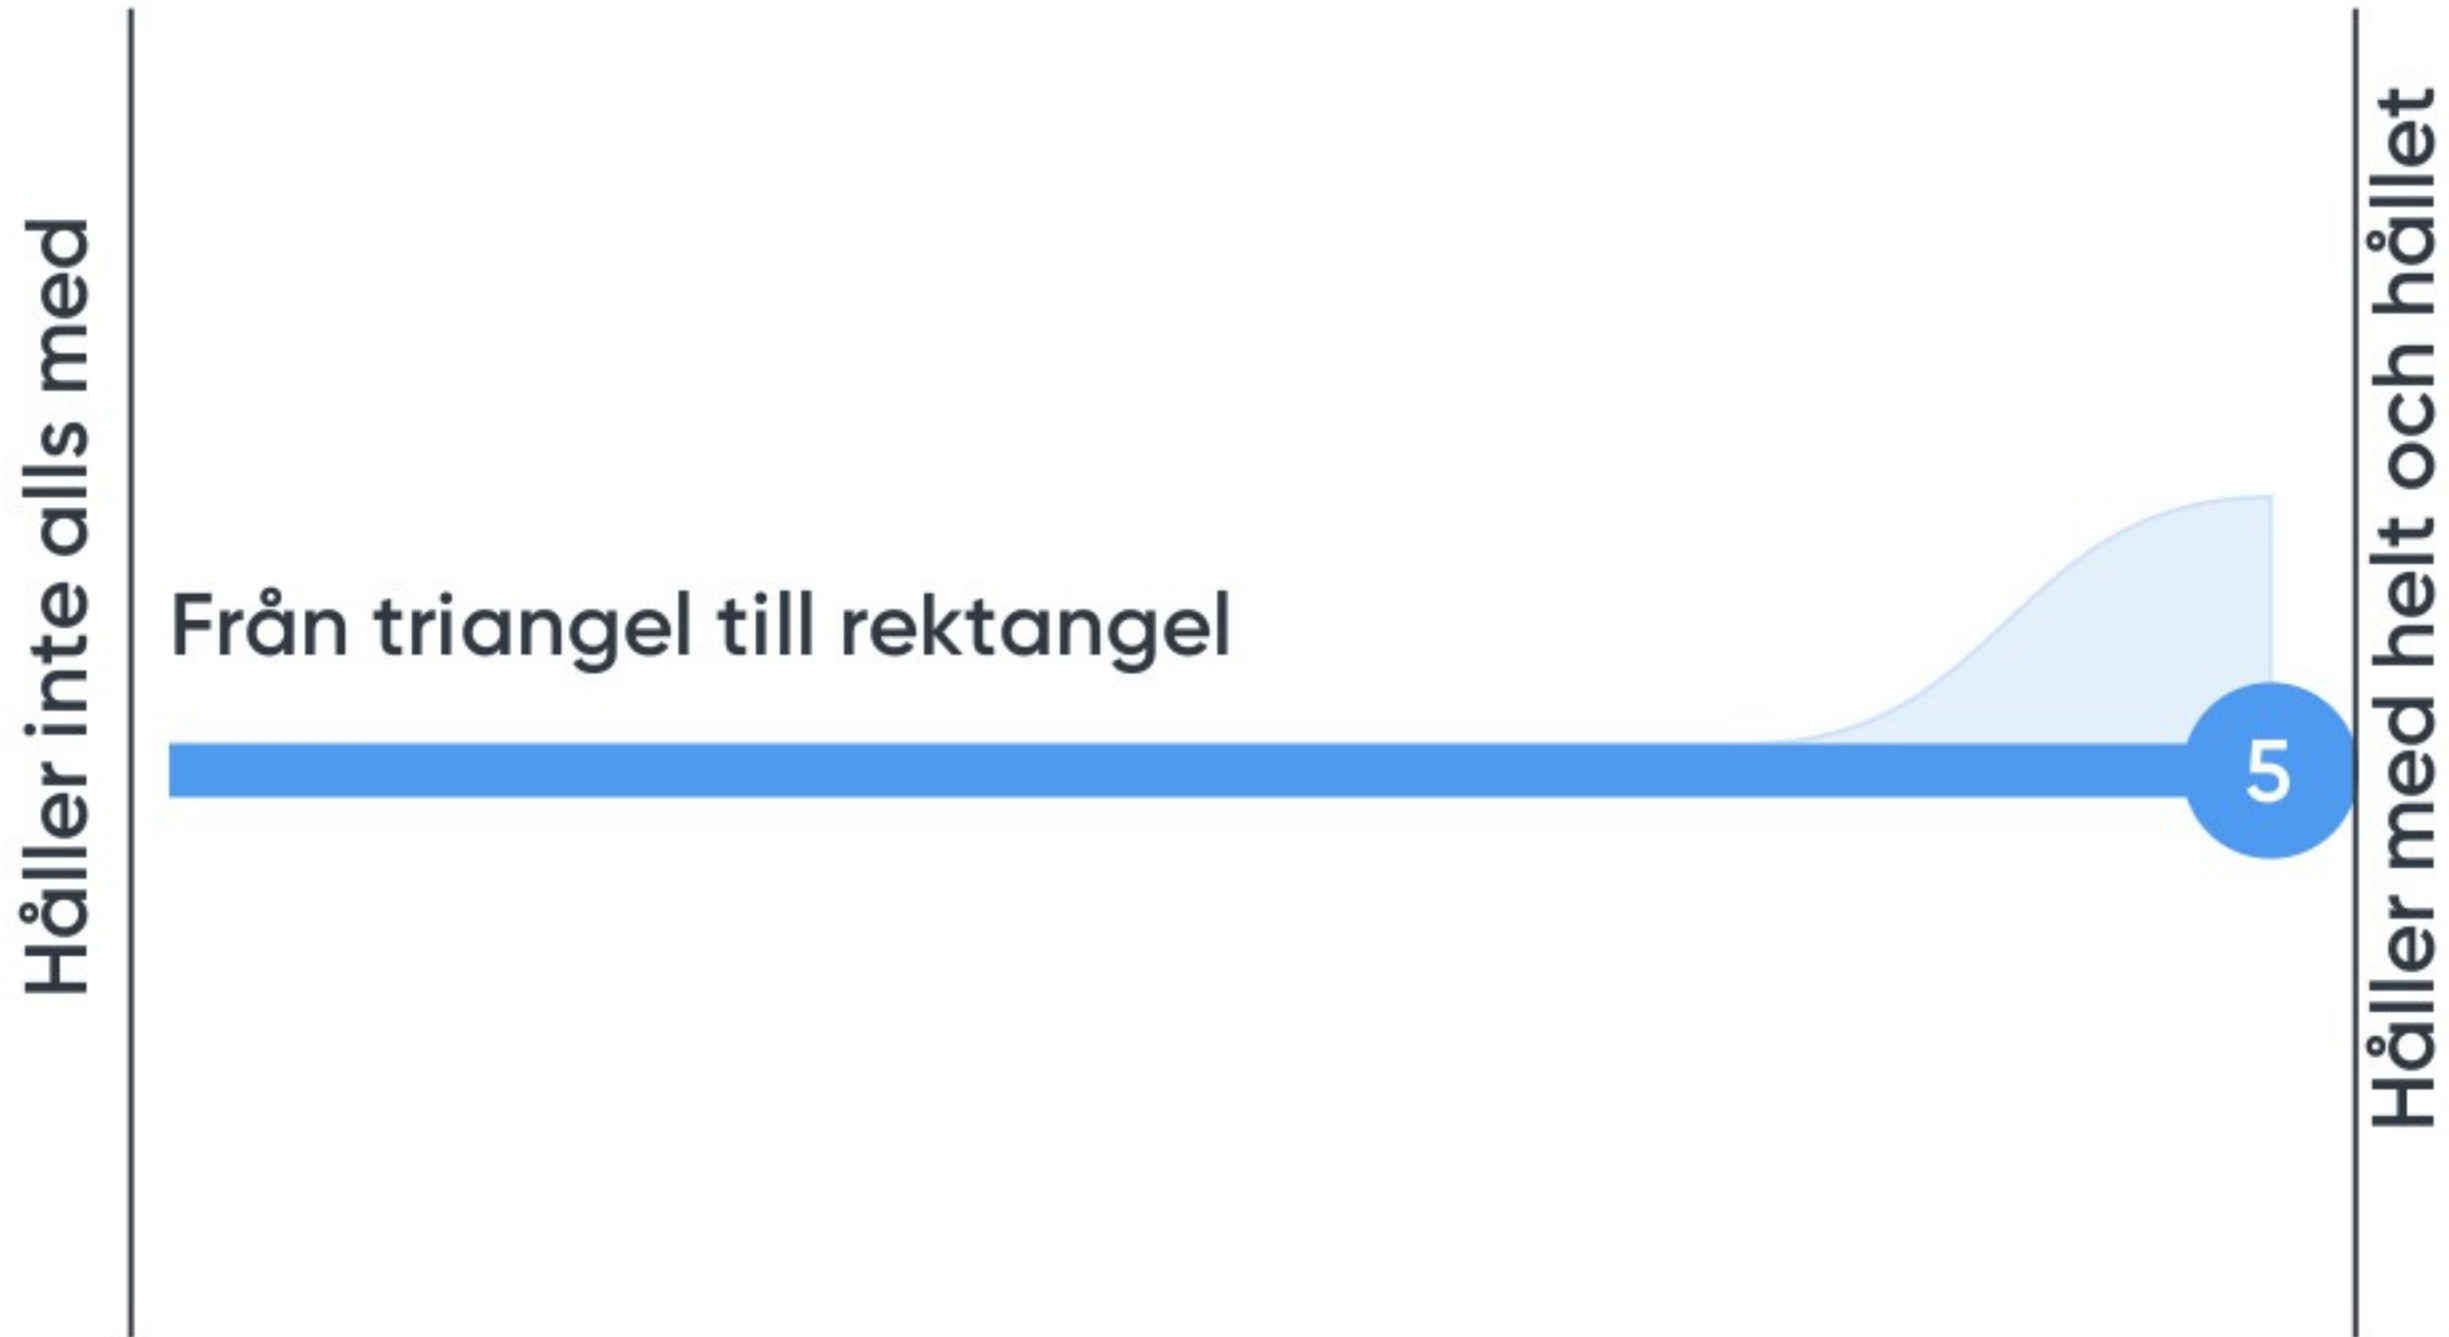 Håller inte alls med
Från triangel till rektangel
5
Håller med helt och hållet